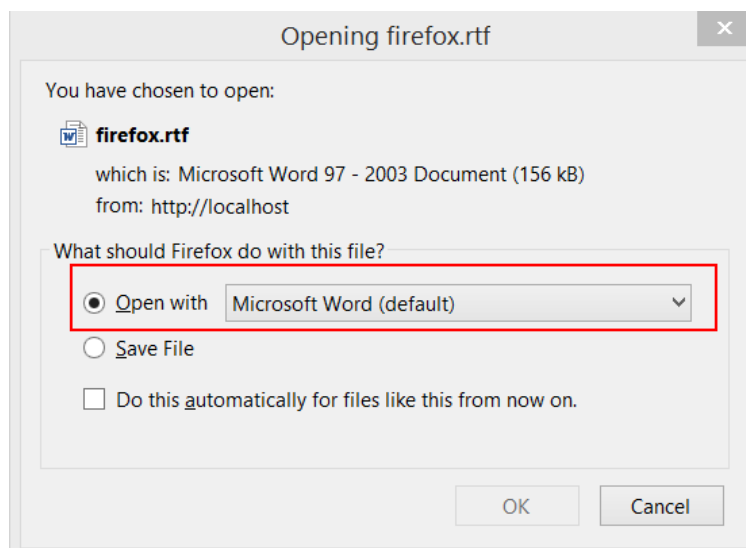 Opening firefox.rtf
You have chosen to open:
firefox.rtf
which is: Microsoft Word 97 - 2003 Document (156 kB)
from: http://localhost
What should Firefox do with this file?
Open with Microsoft Word (default)
Save File
Do this automatically for files like this from now on.
OK Cancel